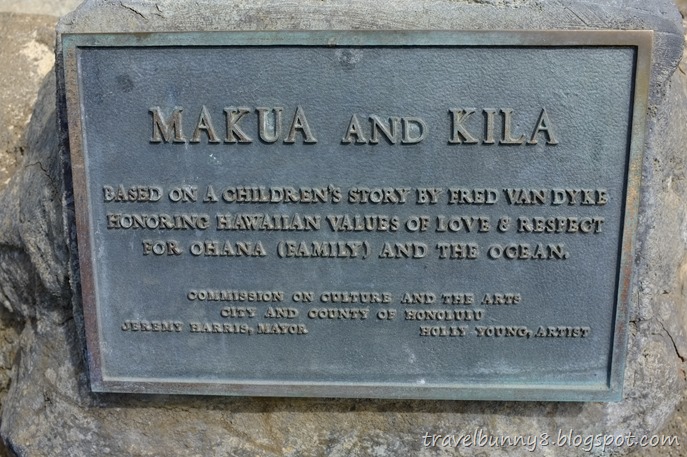 MAKUA AND KILA
BASED ON A CHILDREN'S STORY BY FRED VAN DYKE
HONORING HAWAIIAN VALUES OF LOVE & RESPECT
FOR OHANA (FAMILY) AND THE OCEAN.
COMMISSION ON CULTURE AND THE ARTS
CITY AND COUNTY OF HONOLULU
JEREMY HARRIS, MAYOR HOLLY YOUNG, ARTIST
travelbunny8.blogspot.com